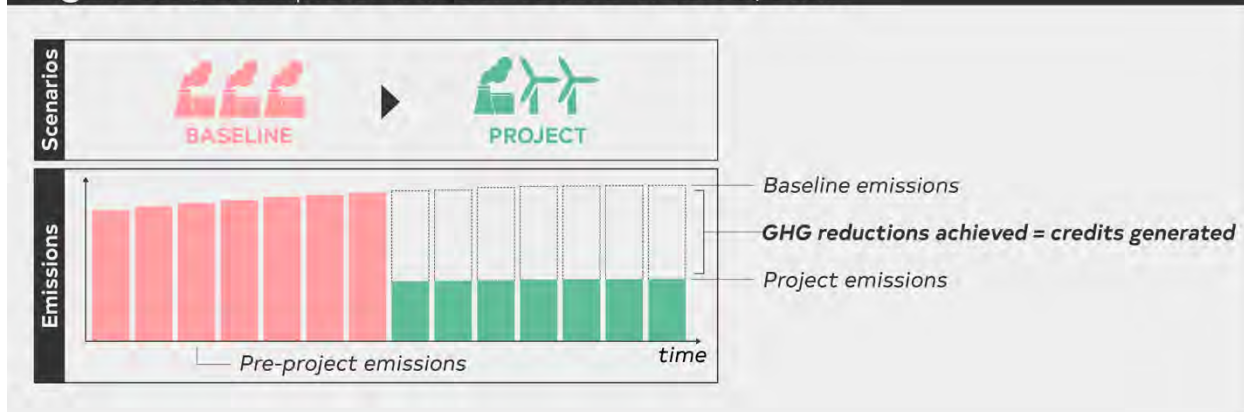 Scenarios
BASELINE
PROJECT
Emissions
Baseline emissions
GHG reductions achieved = credits generated
Project emissions
time
Pre-project emissions